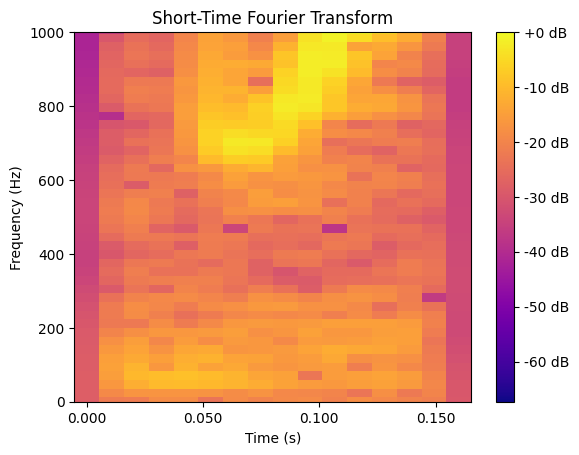 Short-Time Fourier Transform
1000
800
600
400
200
0
Frequency (Hz)
0.000
0.050
0.100
0.150
Time (s)
+0 dB
-10 dB
-20 dB
-30 dB
-40 dB
-50 dB
-60 dB